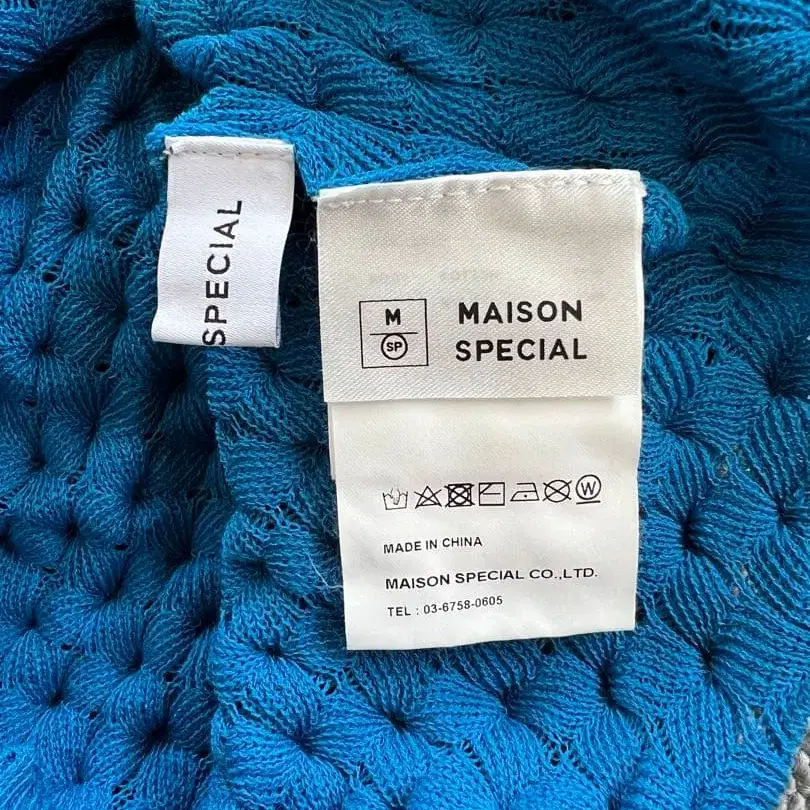 SPECIAL
M
SP
MAISON
SPECIAL
W
MADE IN CHINA
MAISON SPECIAL CO.,LTD.
TEL : 03-6758-0605